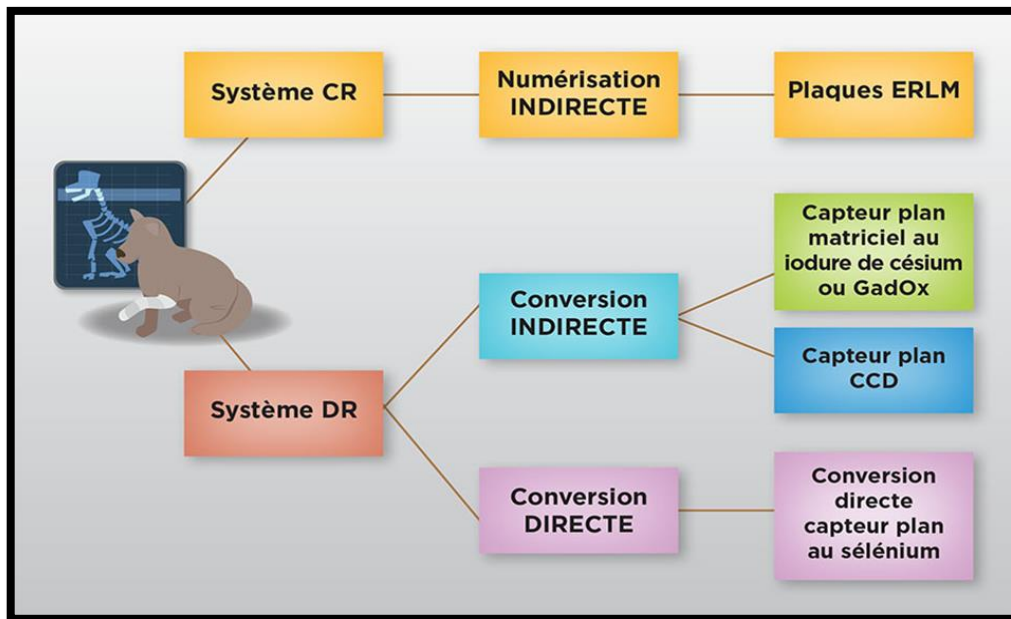 Système CR
Numérisation
INDIRECTE
Plaques ERLM
Capteur plan
matriciel au
iodure de césium
ou GadOx
Conversion
INDIRECTE
Capteur plan
CCD
Système DR
Conversion
DIRECTE
Conversion
directe
capteur plan
au sélénium